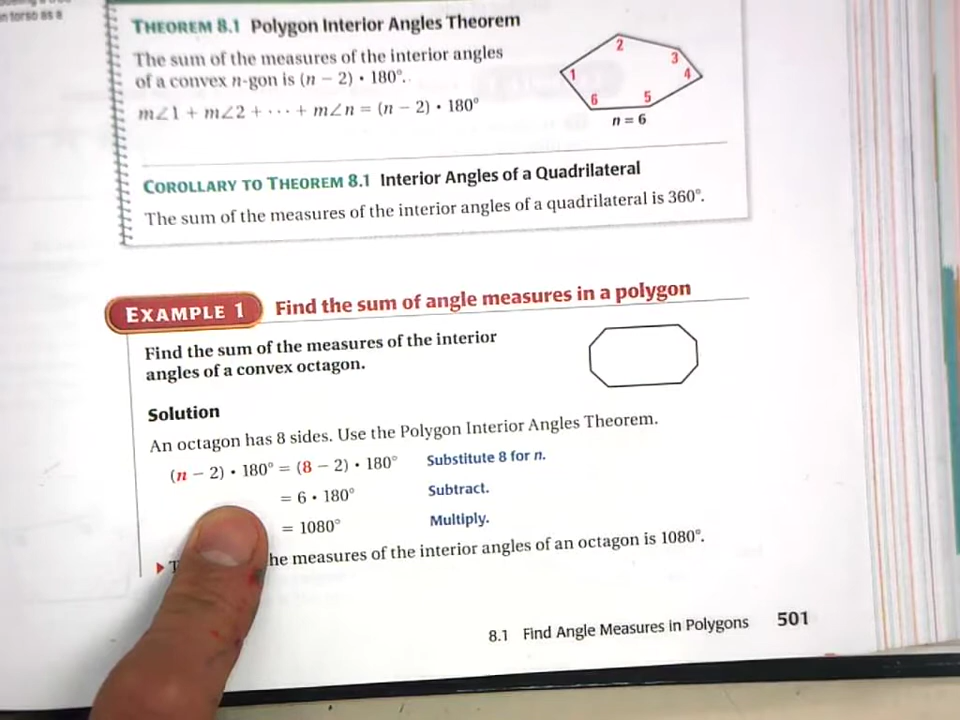 n torso as a
THEOREM 8.1 Polygon Interior Angles Theorem
The sum of the measures of the interior angles
of a convex n-gon is (n − 2) • 180°.
m∠1 + m∠2 + · · · + m∠n = (n − 2) • 180°
1
2
3
4
5
6
n = 6
COROLLARY TO THEOREM 8.1 Interior Angles of a Quadrilateral
The sum of the measures of the interior angles of a quadrilateral is 360°.
EXAMPLE 1 Find the sum of angle measures in a polygon
Find the sum of the measures of the interior
angles of a convex octagon.
Solution
An octagon has 8 sides. Use the Polygon Interior Angles Theorem.
(n − 2) • 180° = (8 − 2) • 180° Substitute 8 for n.
= 6 • 180° Subtract.
= 1080° Multiply.
he measures of the interior angles of an octagon is 1080°.
8.1 Find Angle Measures in Polygons 501